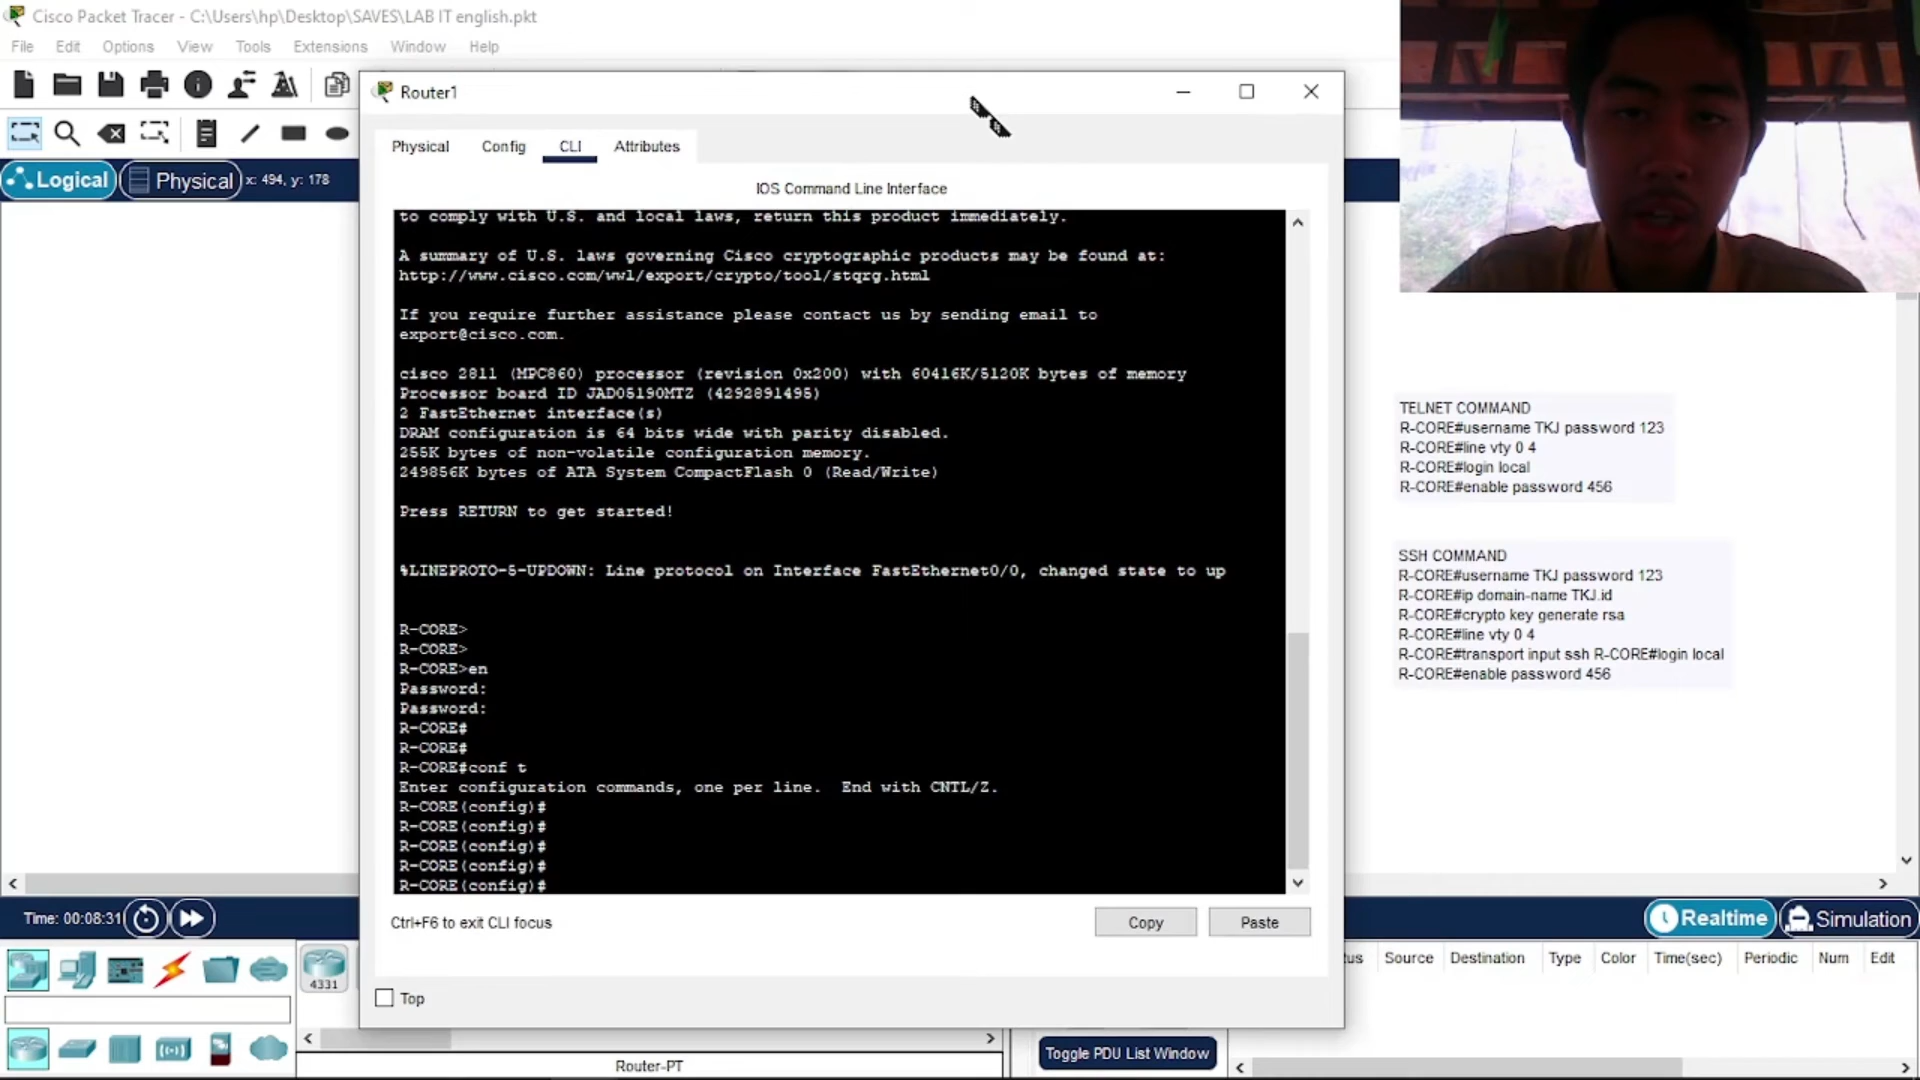 Cisco Packet Tracer - C:\Users\hp\Desktop\SAVES\LAB IT english.pkt
File Edit Options View Tools Extensions Window Help
Router1
Logical Physical x: 494, y: 178
Physical Config CLI Attributes
IOS Command Line Interface
to comply with U.S. and local laws, return this product immediately.
A summary of U.S. laws governing Cisco cryptographic products may be found at:
http://www.cisco.com/wwl/export/crypto/tool/stqrg.html
If you require further assistance please contact us by sending email to
export@cisco.com.
cisco 2811 (MPC860) processor (revision 0x200) with 60416K/5120K bytes of memory
Processor board ID JAD05190MTZ (4292891495)
2 FastEthernet interface(s)
DRAM configuration is 64 bits wide with parity disabled.
255K bytes of non-volatile configuration memory.
249856K bytes of ATA System CompactFlash 0 (Read/Write)
Press RETURN to get started!
%LINEPROTO-5-UPDOWN: Line protocol on Interface FastEthernet0/0, changed state to up
R-CORE>
R-CORE>
R-CORE>en
Password:
Password:
R-CORE#
R-CORE#
R-CORE#conf t
Enter configuration commands, one per line.  End with CNTL/Z.
R-CORE(config)#
R-CORE(config)#
R-CORE(config)#
R-CORE(config)#
R-CORE(config)#
Ctrl+F6 to exit CLI focus
Copy Paste
Top
TELNET COMMAND
R-CORE#username TKJ password 123
R-CORE#line vty 0 4
R-CORE#login local
R-CORE#enable password 456
SSH COMMAND
R-CORE#username TKJ password 123
R-CORE#ip domain-name TKJ.id
R-CORE#crypto key generate rsa
R-CORE#line vty 0 4
R-CORE#transport input ssh R-CORE#login local
R-CORE#enable password 456
Time: 00:08:31
Realtime Simulation
4331
Source Destination Type Color Time(sec) Periodic Num Edit
Router-PT
Toggle PDU List Window